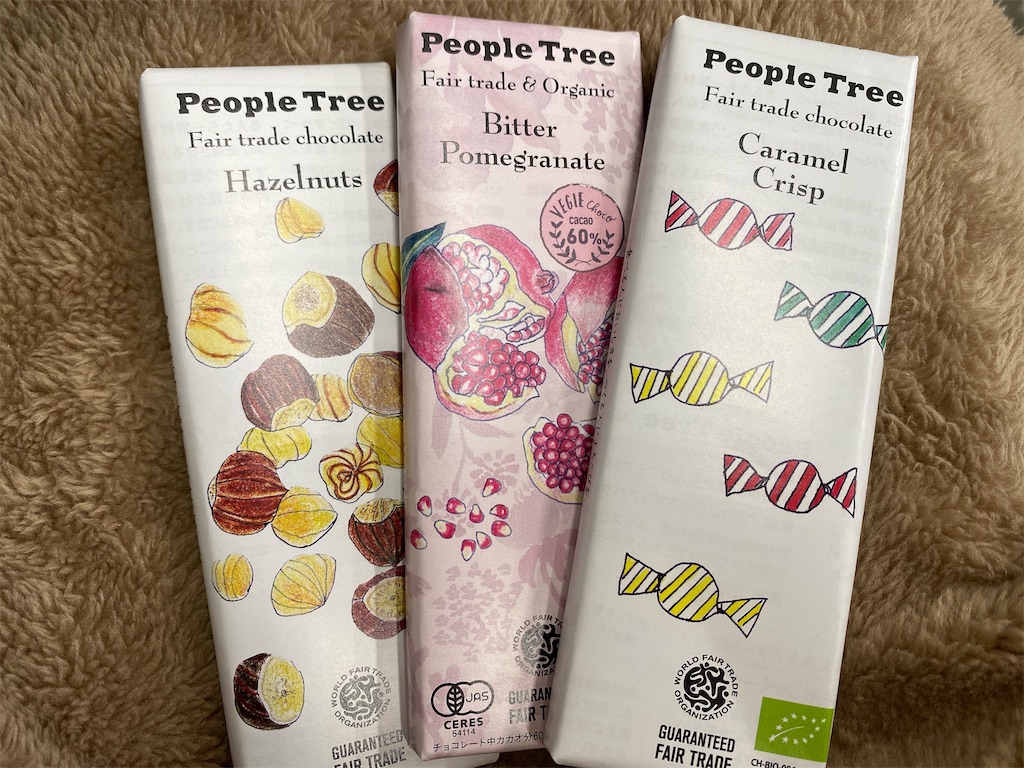 People Tree
Fair trade chocolate
Hazelnuts
WORLD FAIR TRADE
ORGANIZATION
GUARANTEED
FAIR TRADE
People Tree
Fair trade & Organic
Bitter
Pomegranate
VEGIE Choco
cacao
60%
WORLD FAIR
JAS
CERES
54114
チョコレート中カカオ分60
People Tree
Fair trade chocolate
Caramel
Crisp
WORLD FAIR TRADE
ORGANIZATION
GUARANTEED
FAIR TRADE
CH-BIO-